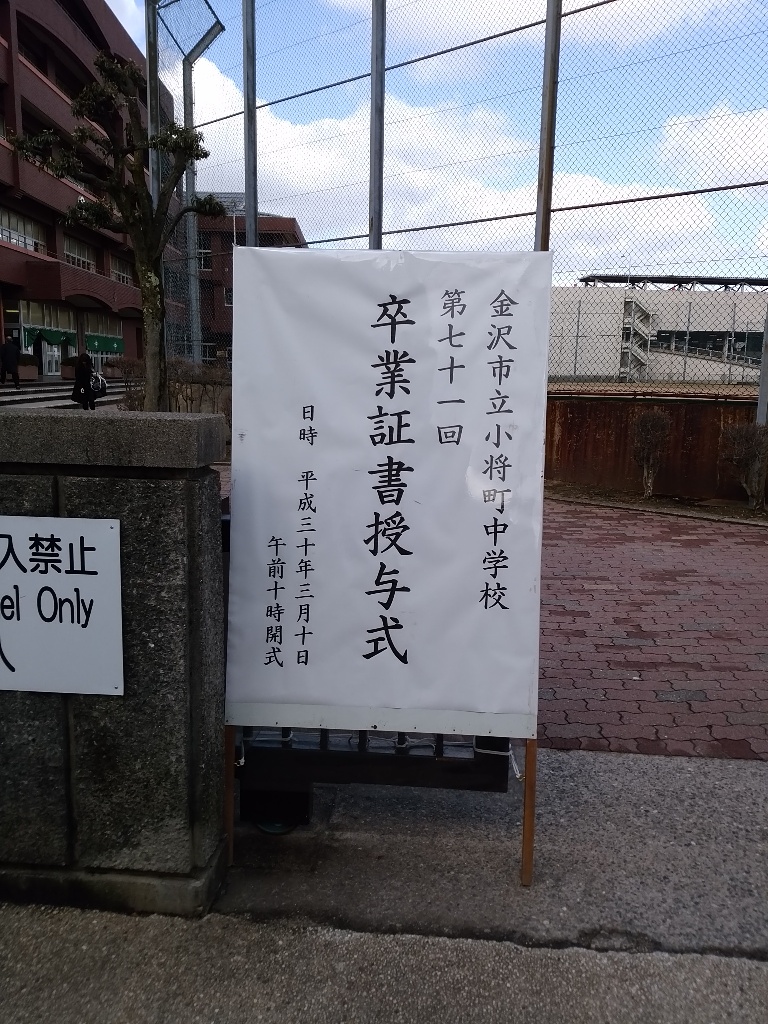 金沢市立小将町中学校
第七十一回
卒業証書授与式
日時　平成三十年三月十日
午前十時開式
入禁止
el Only